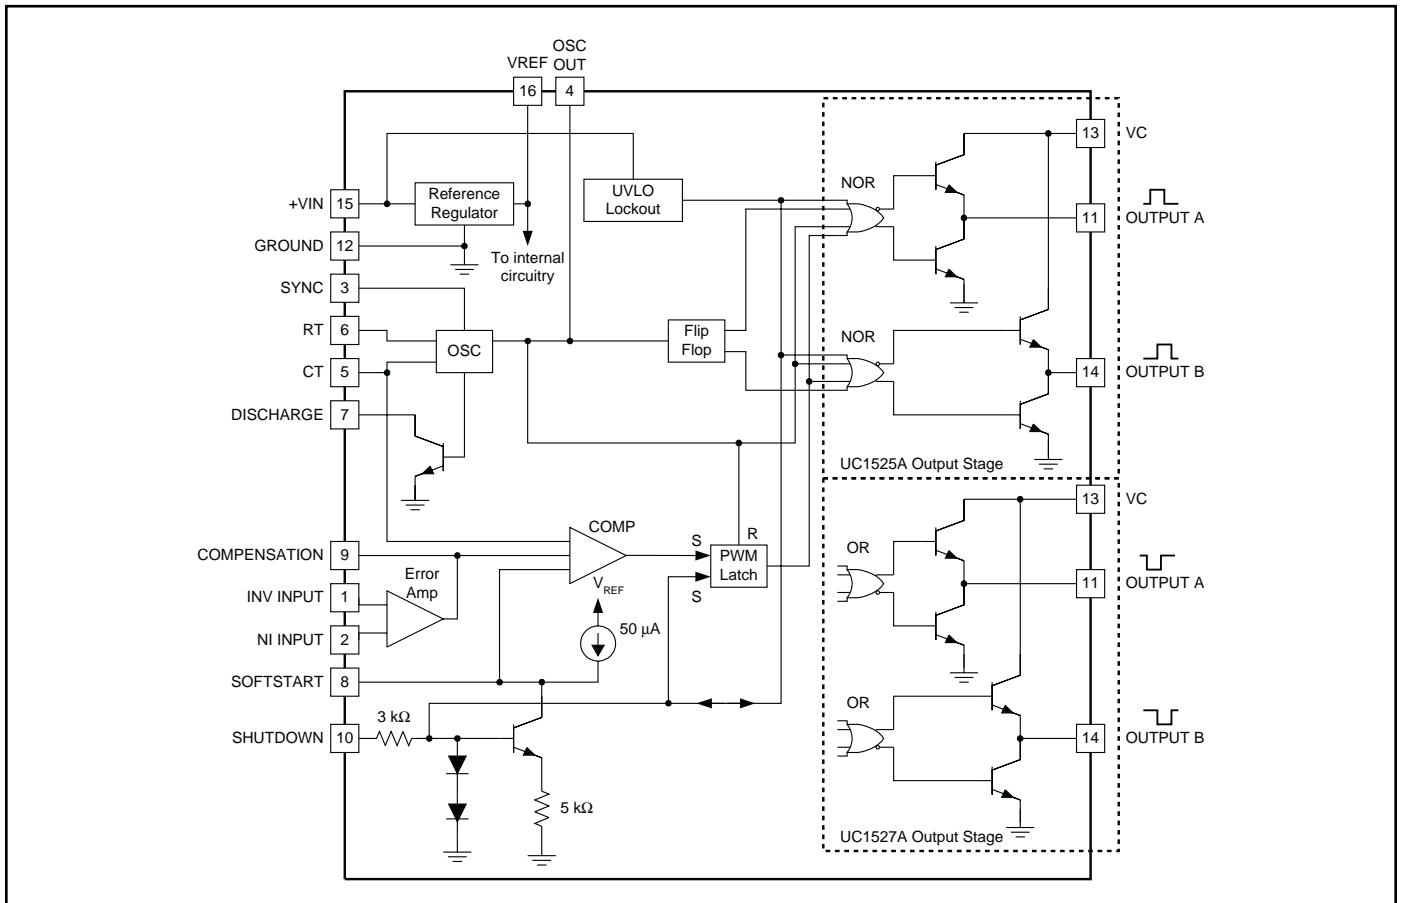 OSC
OUT
VREF
16
4
13
VC
UVLO
Lockout
NOR
Reference
Regulator
+VIN
15
11
OUTPUT A
GROUND
12
To internal
circuitry
SYNC
3
RT
6
Flip
Flop
NOR
OSC
CT
5
14
OUTPUT B
DISCHARGE
7
UC1525A Output Stage
13
VC
COMP
S
R
OR
COMPENSATION
9
PWM
Latch
Error
Amp
11
OUTPUT A
INV INPUT
1
VREF
S
50 µA
NI INPUT
2
SOFTSTART
8
OR
3 kΩ
SHUTDOWN
10
14
OUTPUT B
5 kΩ
UC1527A Output Stage